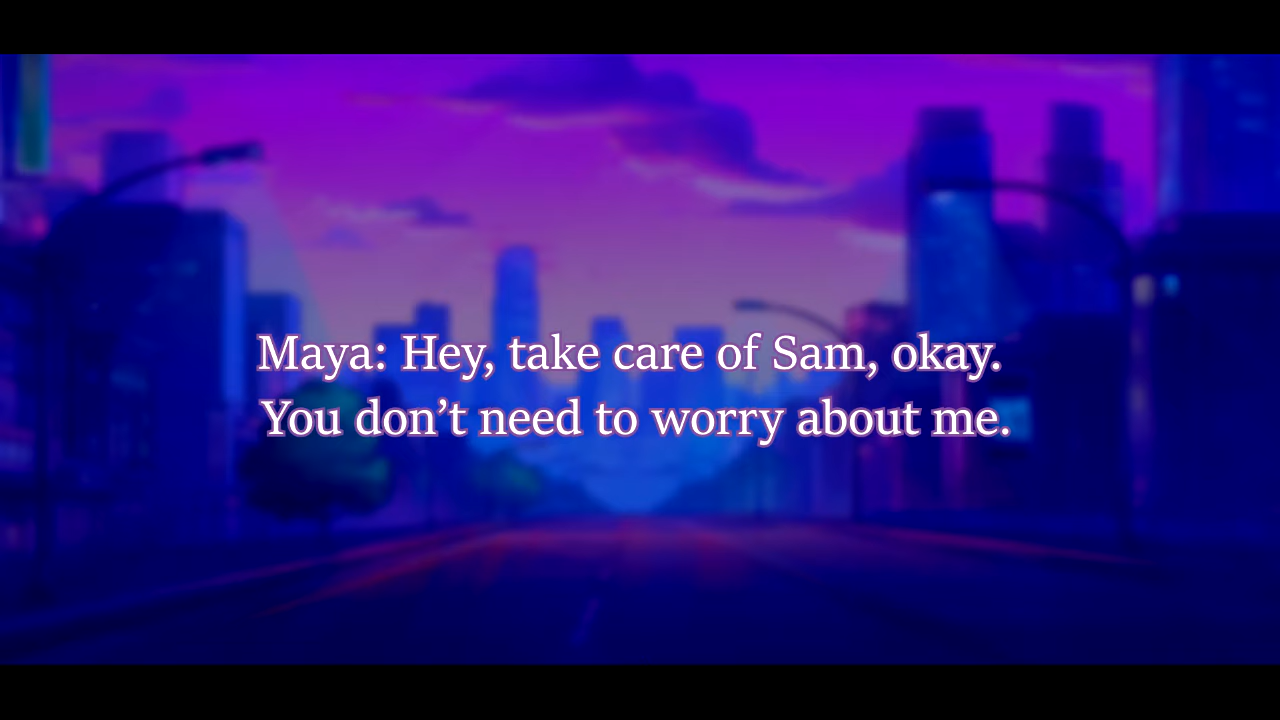 Maya: Hey, take care of Sam, okay.
You don’t need to worry about me.